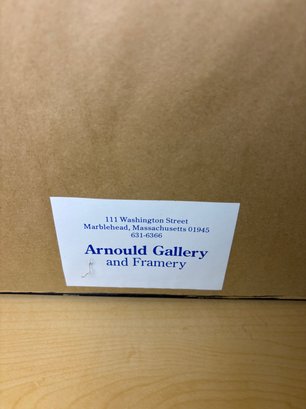 111 Washington Street
Marblehead, Massachusetts 01945
631-6366
Arnould Gallery
and Framery